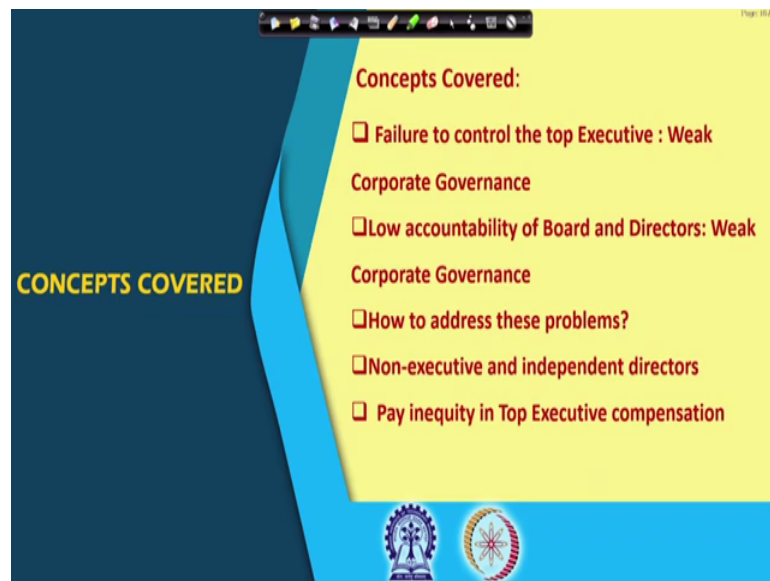 Concepts Covered:
Failure to control the top Executive : Weak
Corporate Governance
Low accountability of Board and Directors: Weak
Corporate Governance
CONCEPTS COVERED
How to address these problems?
Non-executive and independent directors
Pay inequity in Top Executive compensation